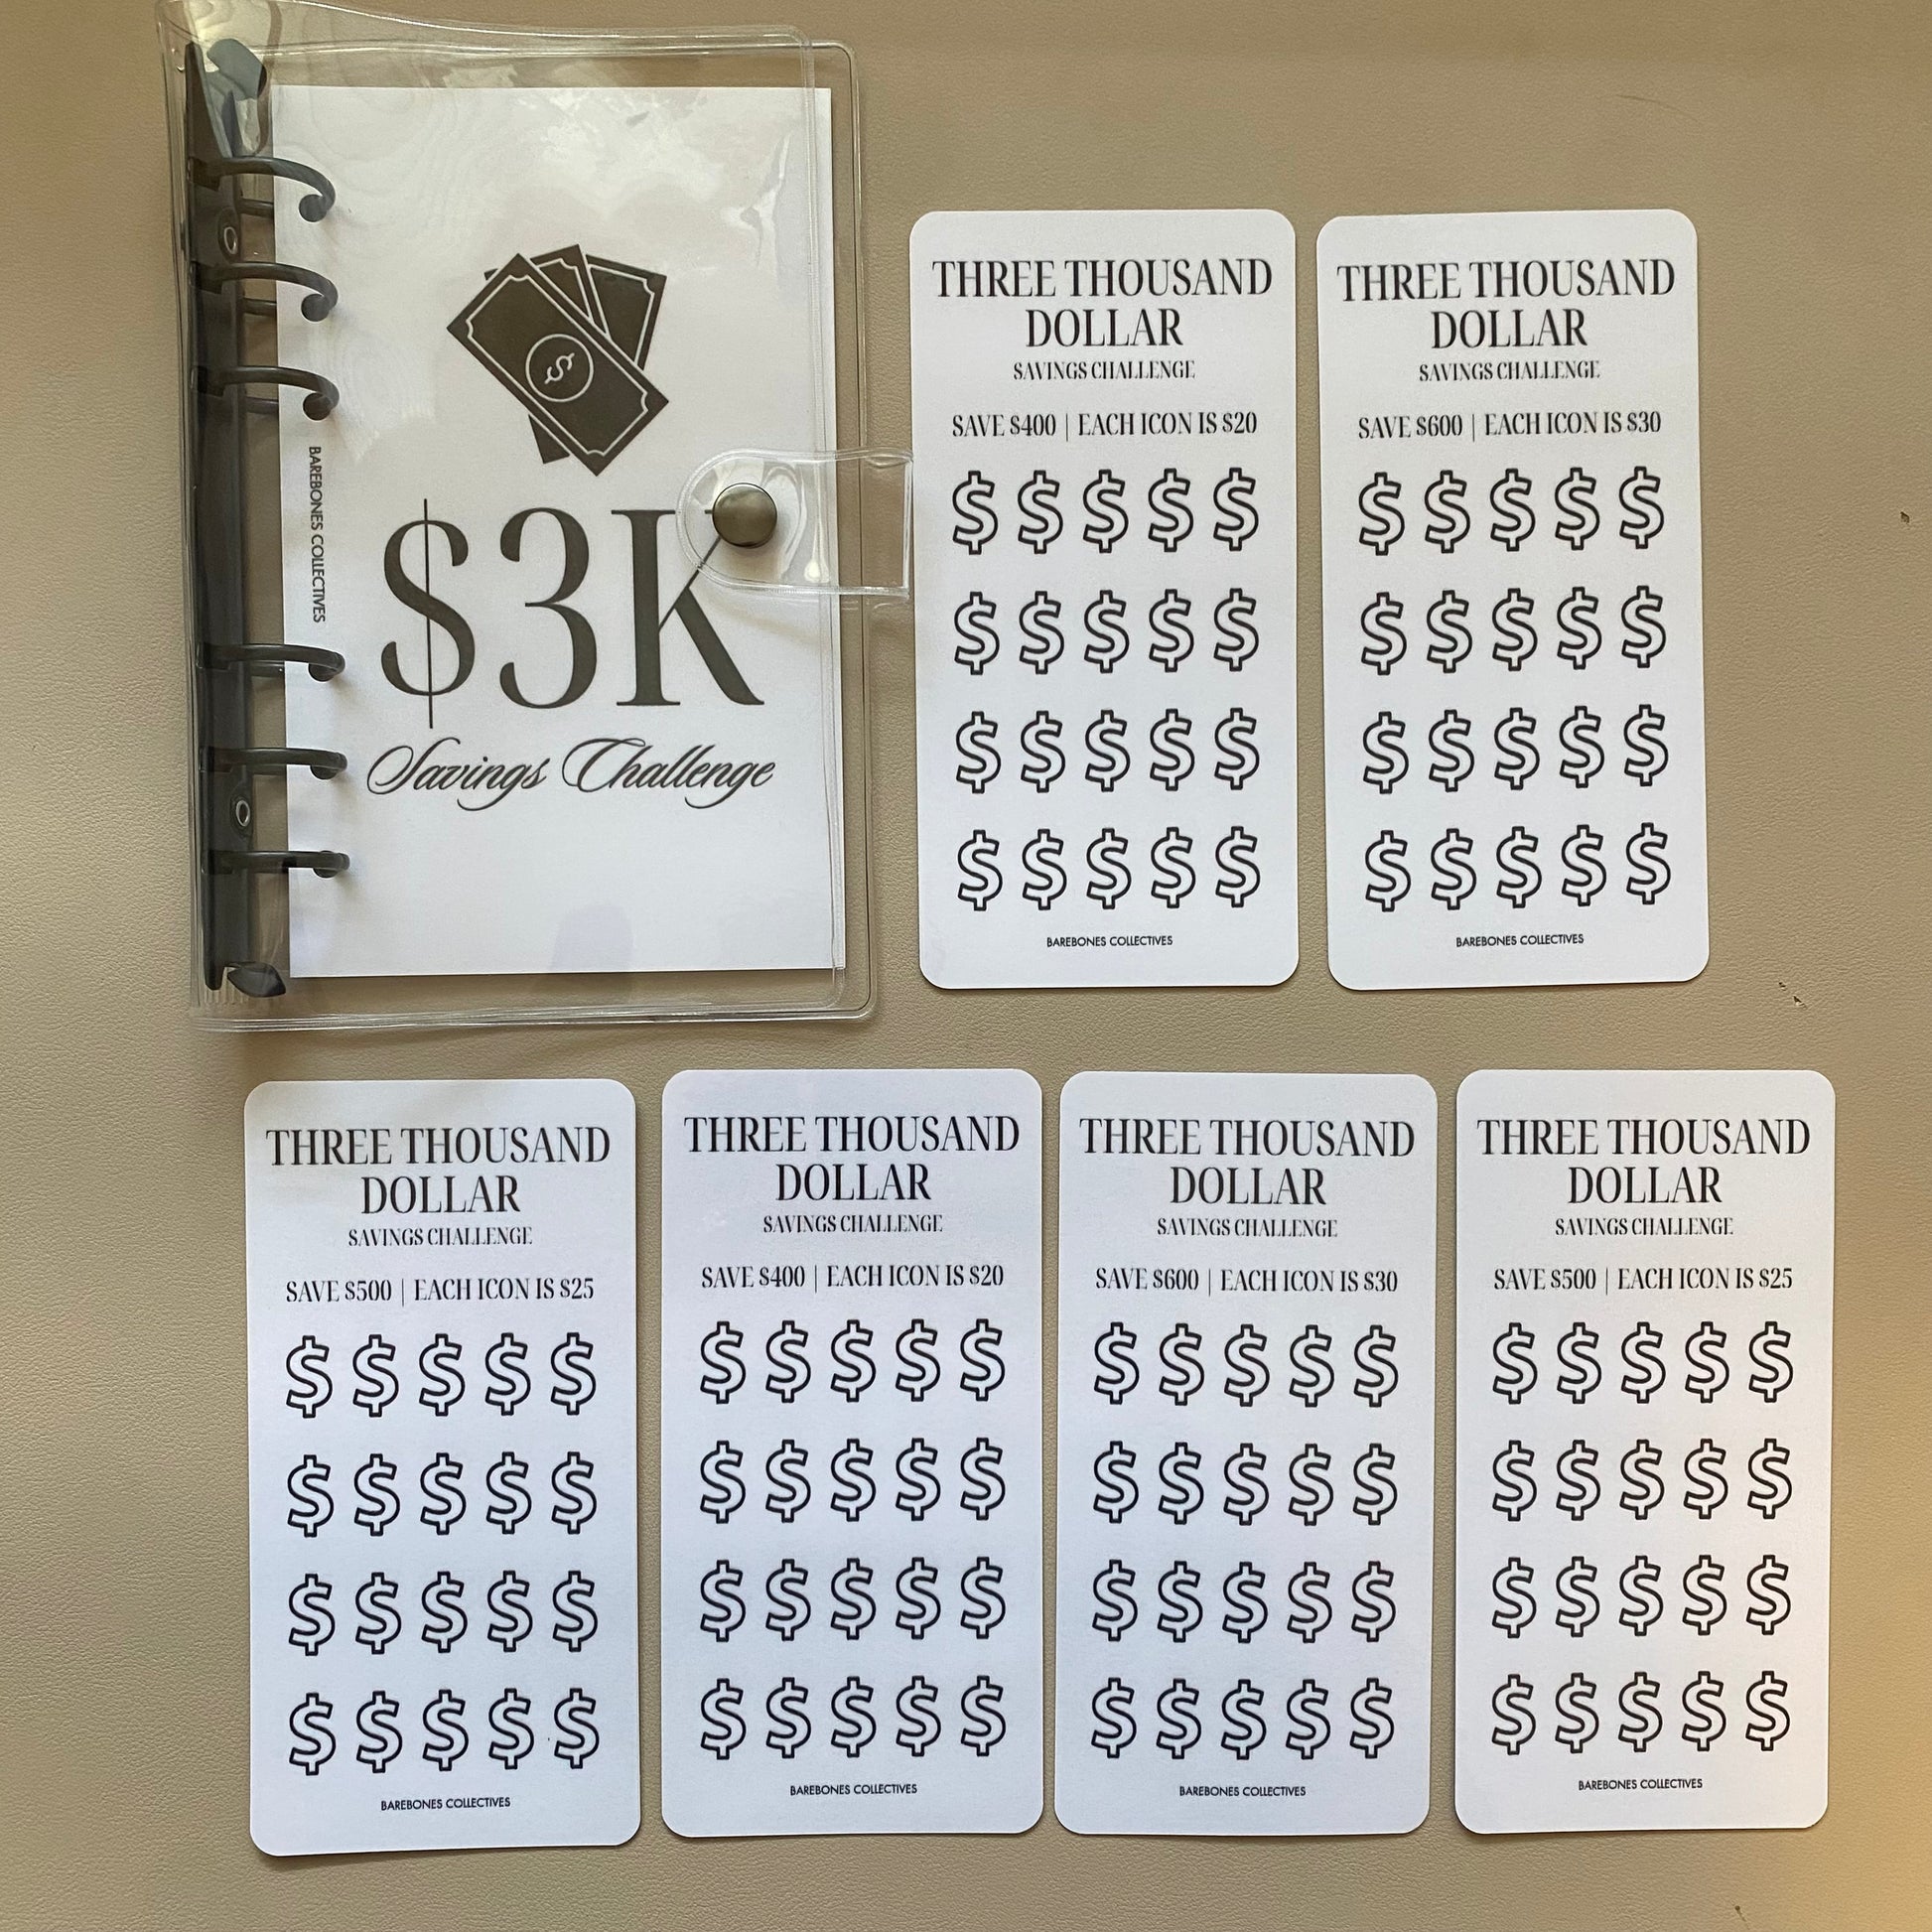 BAREBONES COLLECTIVES
$3K
Savings Challenge
THREE THOUSAND
DOLLAR
SAVINGS CHALLENGE
SAVE $400 | EACH ICON IS $20
$ $ $ $ $
$ $ $ $ $
$ $ $ $ $
$ $ $ $ $
BAREBONES COLLECTIVES
THREE THOUSAND
DOLLAR
SAVINGS CHALLENGE
SAVE $600 | EACH ICON IS $30
$ $ $ $ $
$ $ $ $ $
$ $ $ $ $
$ $ $ $ $
BAREBONES COLLECTIVES
THREE THOUSAND
DOLLAR
SAVINGS CHALLENGE
SAVE $500 | EACH ICON IS $25
$ $ $ $ $
$ $ $ $ $
$ $ $ $ $
$ $ $ $ $
BAREBONES COLLECTIVES
THREE THOUSAND
DOLLAR
SAVINGS CHALLENGE
SAVE $400 | EACH ICON IS $20
$ $ $ $ $
$ $ $ $ $
$ $ $ $ $
$ $ $ $ $
BAREBONES COLLECTIVES
THREE THOUSAND
DOLLAR
SAVINGS CHALLENGE
SAVE $600 | EACH ICON IS $30
$ $ $ $ $
$ $ $ $ $
$ $ $ $ $
$ $ $ $ $
BAREBONES COLLECTIVES
THREE THOUSAND
DOLLAR
SAVINGS CHALLENGE
SAVE $500 | EACH ICON IS $25
$ $ $ $ $
$ $ $ $ $
$ $ $ $ $
$ $ $ $ $
BAREBONES COLLECTIVES